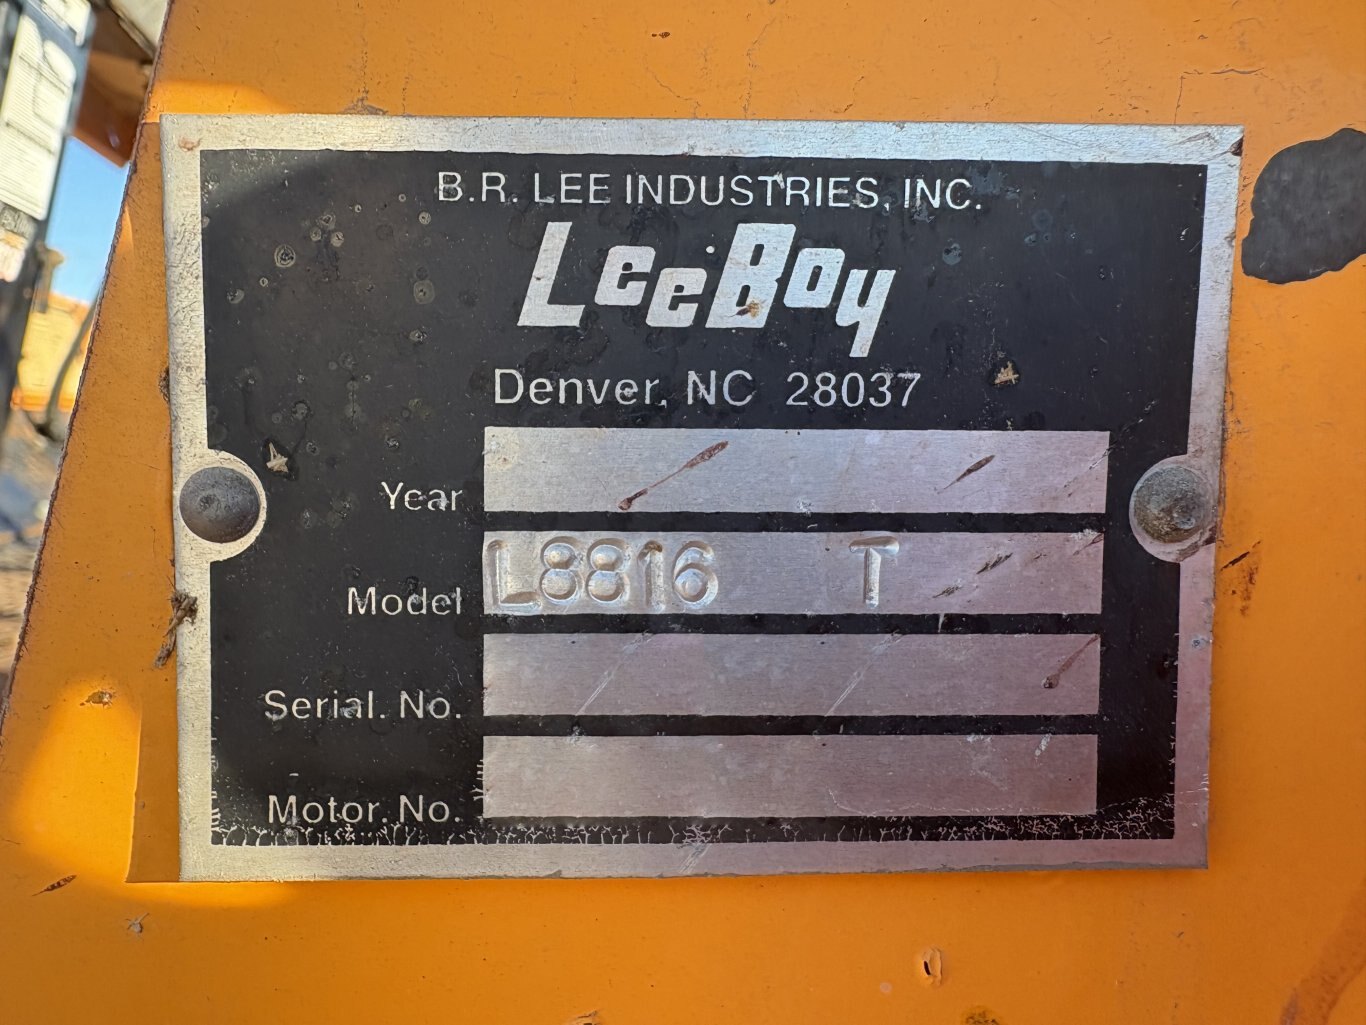 B.R. LEE INDUSTRIES, INC.
LeeBoy
Denver, NC 28037
Year
Model L8816 T
Serial. No.
Motor. No.